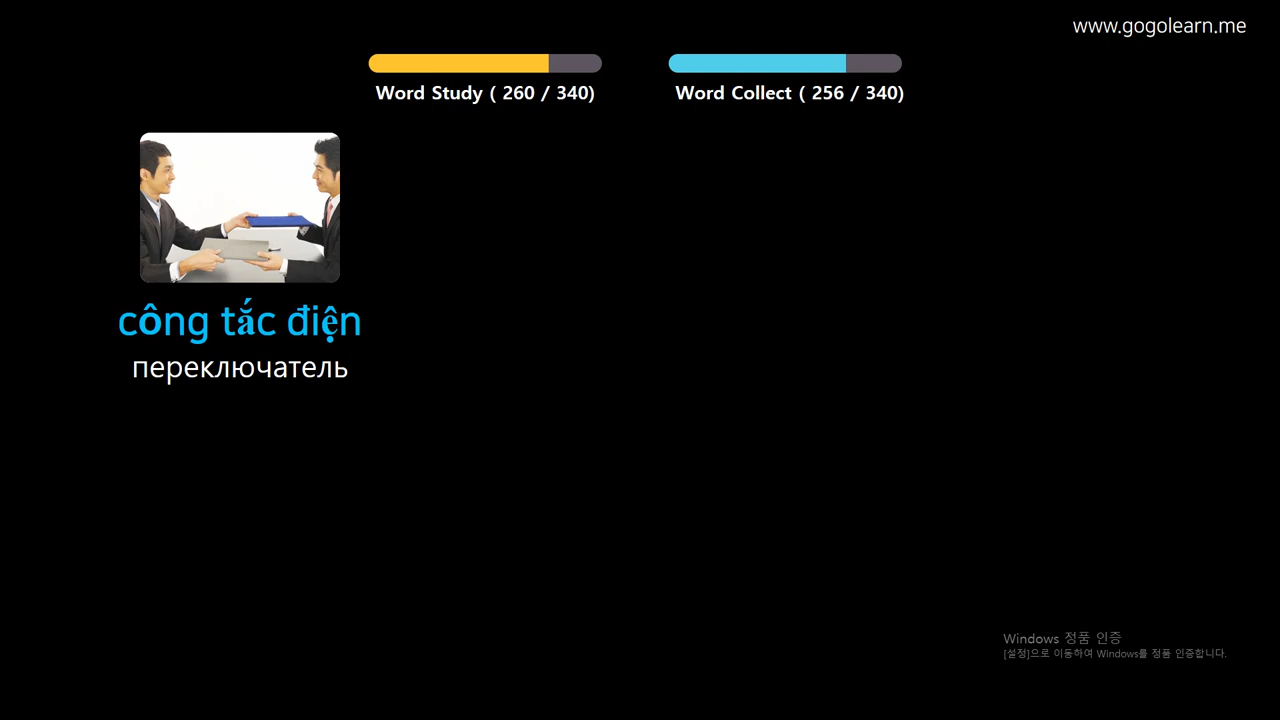 www.gogolearn.me
Word Study ( 260 / 340)
Word Collect ( 256 / 340)
công tắc điện
переключатель
Windows 정품 인증
[설정]으로 이동하여 Windows를 정품 인증합니다.